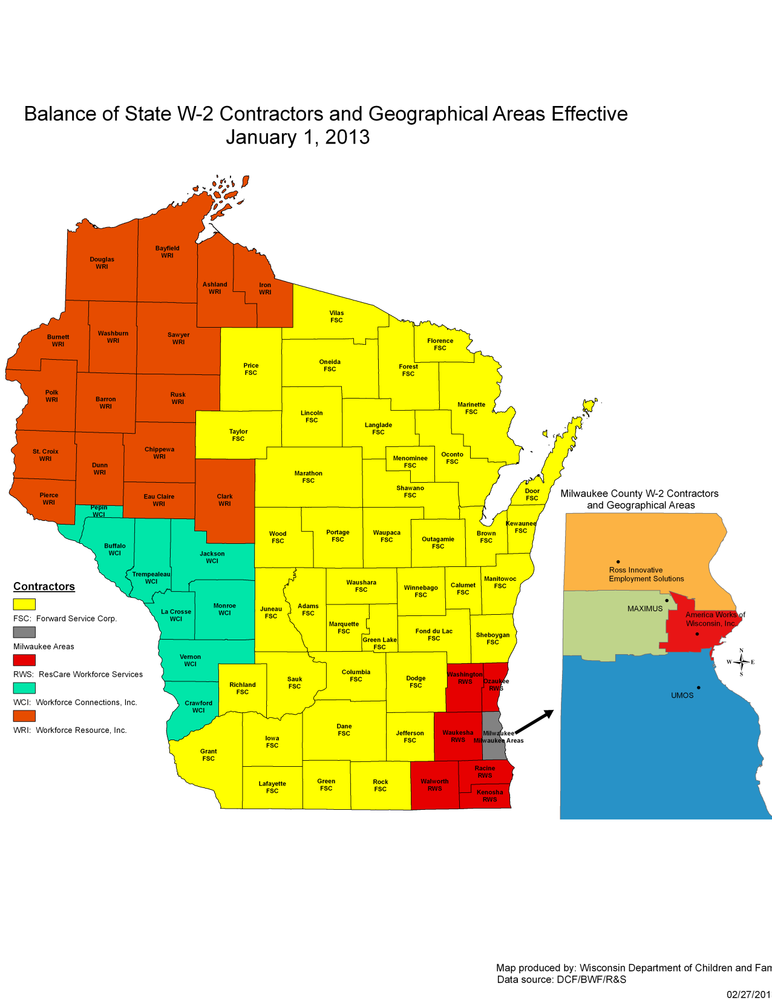 Balance of State W-2 Contractors and Geographical Areas Effective
January 1, 2013
Douglas
WRI
Bayfield
WRI
Ashland
WRI
Iron
WRI
Vilas
FSC
Burnett
WRI
Washburn
WRI
Sawyer
WRI
Florence
FSC
Price
FSC
Oneida
FSC
Forest
FSC
Polk
WRI
Barron
WRI
Rusk
WRI
Marinette
FSC
Lincoln
FSC
Langlade
FSC
Taylor
FSC
St. Croix
WRI
Dunn
WRI
Chippewa
WRI
Menominee
FSC
Oconto
FSC
Marathon
FSC
Shawano
FSC
Door
FSC
Pierce
WRI
Eau Claire
WRI
Clark
WRI
Pepin
WCI
Wood
FSC
Portage
FSC
Waupaca
FSC
Outagamie
FSC
Brown
FSC
Kewaunee
FSC
Buffalo
WCI
Trempealeau
WCI
Jackson
WCI
Waushara
FSC
Winnebago
FSC
Calumet
FSC
Manitowoc
FSC
La Crosse
WCI
Monroe
WCI
Juneau
FSC
Adams
FSC
Marquette
FSC
Green Lake
FSC
Fond du Lac
FSC
Sheboygan
FSC
Vernon
WCI
Richland
FSC
Sauk
FSC
Columbia
FSC
Dodge
FSC
Washington
RWS
Ozaukee
RWS
Crawford
WCI
Grant
FSC
Iowa
FSC
Dane
FSC
Jefferson
FSC
Waukesha
RWS
Milwaukee
Milwaukee Areas
Lafayette
FSC
Green
FSC
Rock
FSC
Walworth
RWS
Racine
RWS
Kenosha
RWS
Contractors
FSC: Forward Service Corp.
Milwaukee Areas
RWS: ResCare Workforce Services
WCI: Workforce Connections, Inc.
WRI: Workforce Resource, Inc.
Milwaukee County W-2 Contractors
and Geographical Areas
Ross Innovative
Employment Solutions
MAXIMUS
America Works of
Wisconsin, Inc.
UMOS
N
W E
S
Map produced by: Wisconsin Department of Children and Fam
Data source: DCF/BWF/R&S
02/27/201